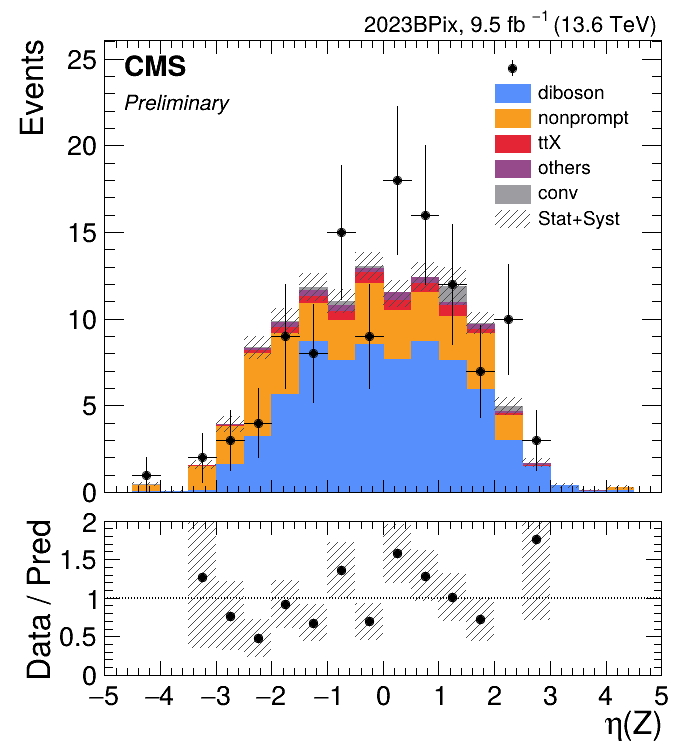 2023BPix, 9.5 fb⁻¹ (13.6 TeV)
Events
CMS
Preliminary
diboson
nonprompt
ttX
others
conv
Stat+Syst
25
20
15
10
5
0
Data / Pred
2
1.5
1
0.5
0
−5 −4 −3 −2 −1 0 1 2 3 4 5
η(Z)